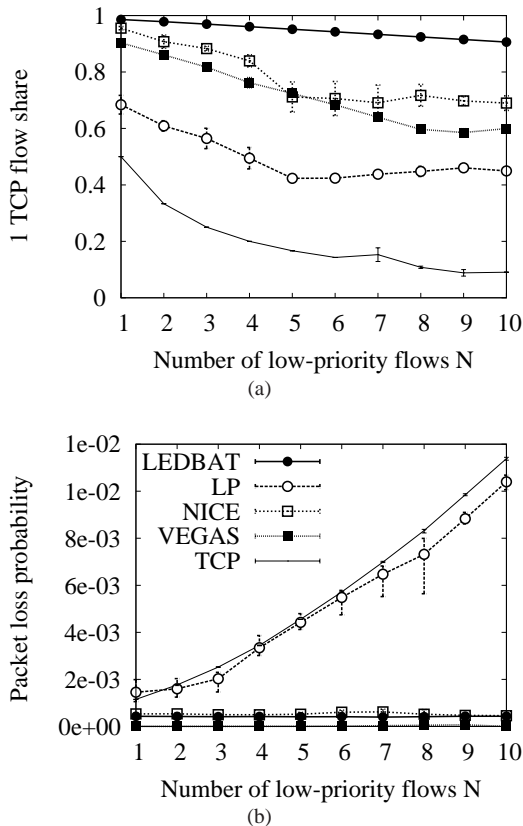 1
0.8
0.6
0.4
0.2
0
1 TCP flow share
1 2 3 4 5 6 7 8 9 10
Number of low-priority flows N
(a)
1e-02
1e-02
8e-03
6e-03
4e-03
2e-03
0e+00
Packet loss probability
LEDBAT
LP
NICE
VEGAS
TCP
1 2 3 4 5 6 7 8 9 10
Number of low-priority flows N
(b)